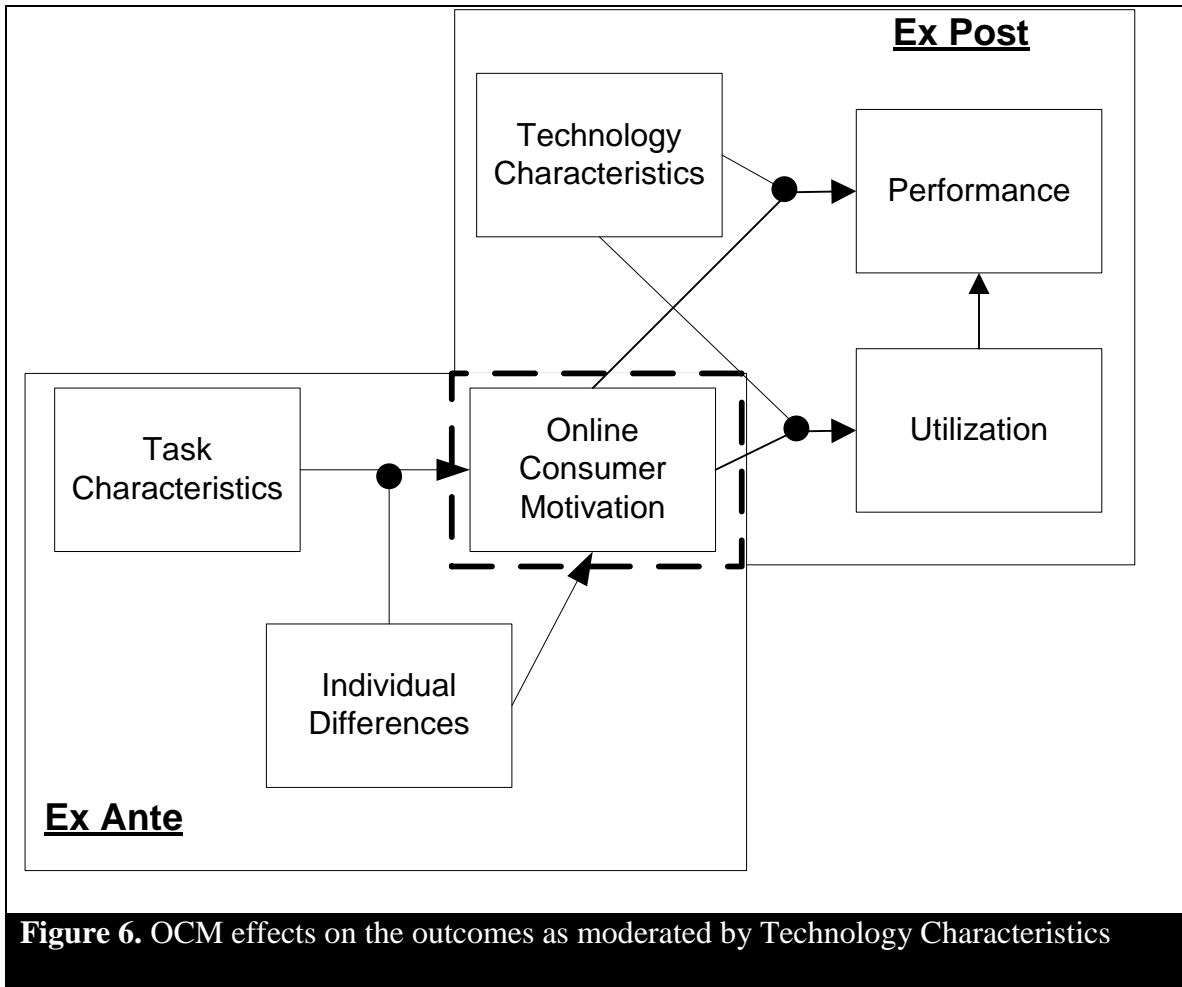 Ex Post
Technology
Characteristics
Performance
Task
Characteristics
Online
Consumer
Motivation
Utilization
Individual
Differences
Ex Ante
Figure 6. OCM effects on the outcomes as moderated by Technology Characteristics